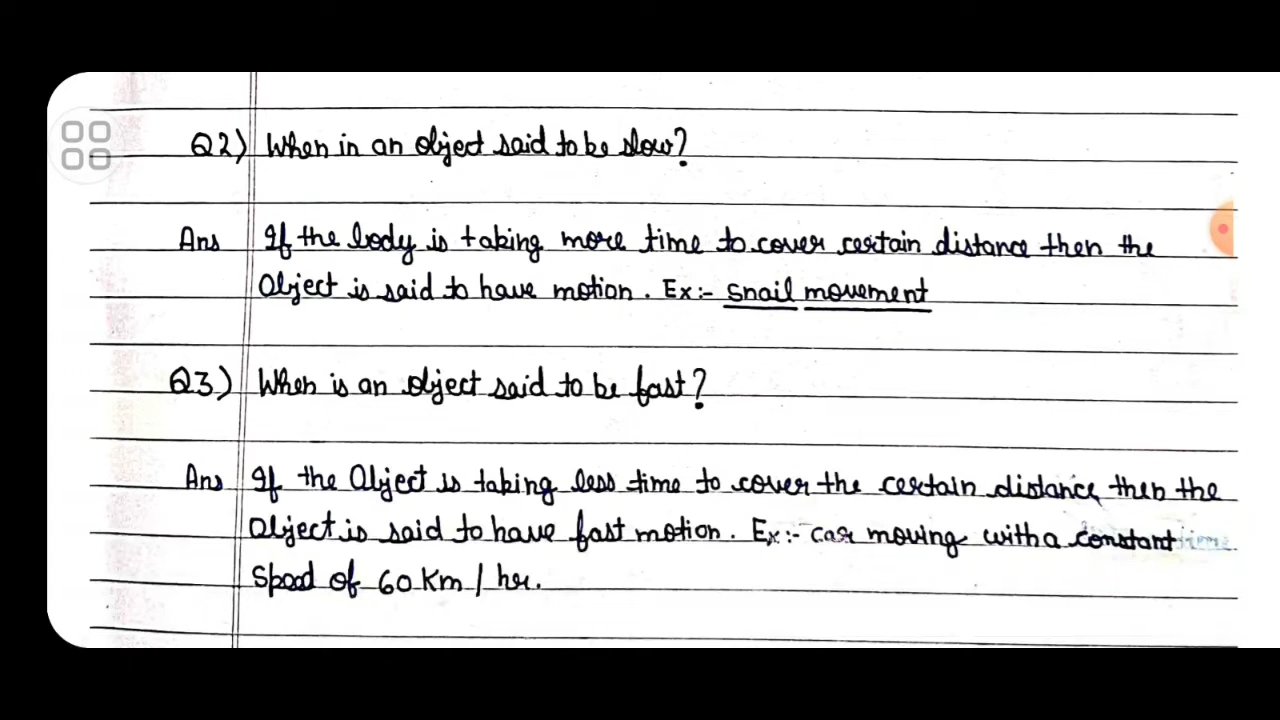 Q2) When in an object said to be slow?
Ans If the body is taking more time to cover certain distance then the
Object is said to have motion. Ex:- snail movement
Q3) When is an object said to be fast?
Ans If the Object is taking less time to cover the certain distance then the
Object is said to have fast motion. Ex:- car moving with a constant time
Speed of 60 Km / hr.